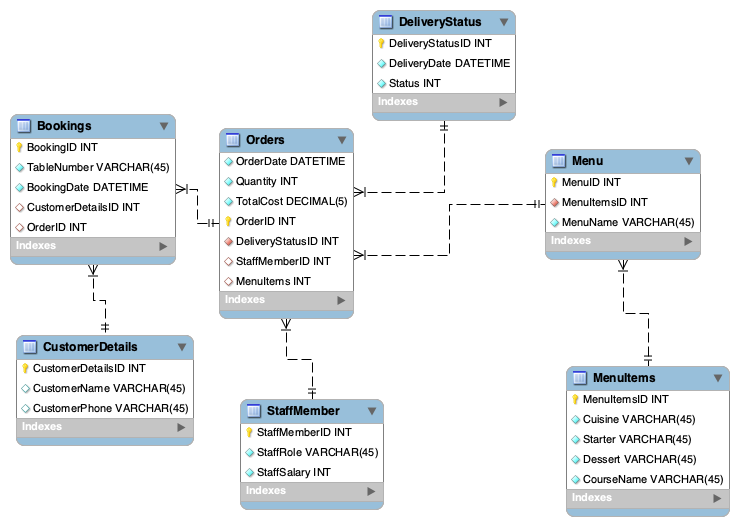 DeliveryStatus
DeliveryStatusID INT
DeliveryDate DATETIME
Status INT
Indexes
Bookings
BookingID INT
TableNumber VARCHAR(45)
BookingDate DATETIME
CustomerDetailsID INT
OrderID INT
Indexes
Orders
OrderDate DATETIME
Quantity INT
TotalCost DECIMAL(5)
OrderID INT
DeliveryStatusID INT
StaffMemberID INT
MenuItems INT
Indexes
Menu
MenuID INT
MenuItemsID INT
MenuName VARCHAR(45)
Indexes
CustomerDetails
CustomerDetailsID INT
CustomerName VARCHAR(45)
CustomerPhone VARCHAR(45)
Indexes
StaffMember
StaffMemberID INT
StaffRole VARCHAR(45)
StaffSalary INT
Indexes
MenuItems
MenuItemsID INT
Cuisine VARCHAR(45)
Starter VARCHAR(45)
Dessert VARCHAR(45)
CourseName VARCHAR(45)
Indexes